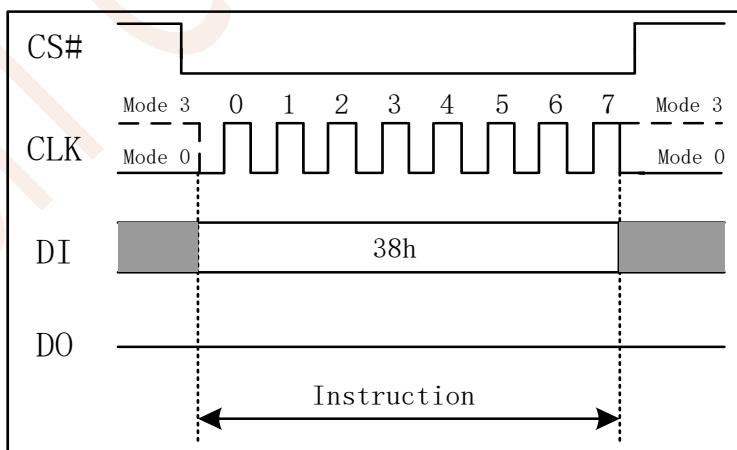 CS#
Mode 3 0 1 2 3 4 5 6 7 Mode 3
CLK
Mode 0 Mode 0
DI 38h
DO
Instruction